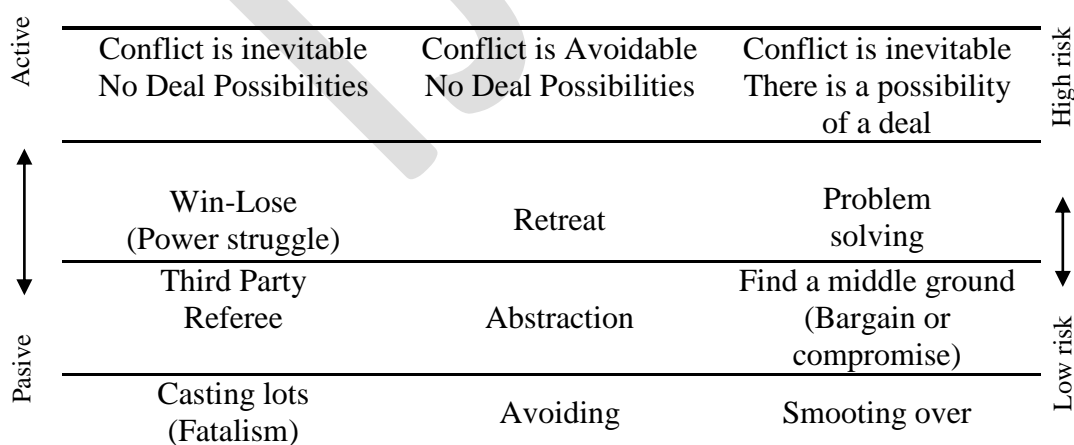 Active
High risk
Conflict is inevitable
No Deal Possibilities
Conflict is Avoidable
No Deal Possibilities
Conflict is inevitable
There is a possibility
of a deal
Win-Lose
(Power struggle)
Retreat
Problem
solving
Third Party
Referee
Abstraction
Find a middle ground
(Bargain or
compromise)
Pasive
Low risk
Casting lots
(Fatalism)
Avoiding
Smooting over